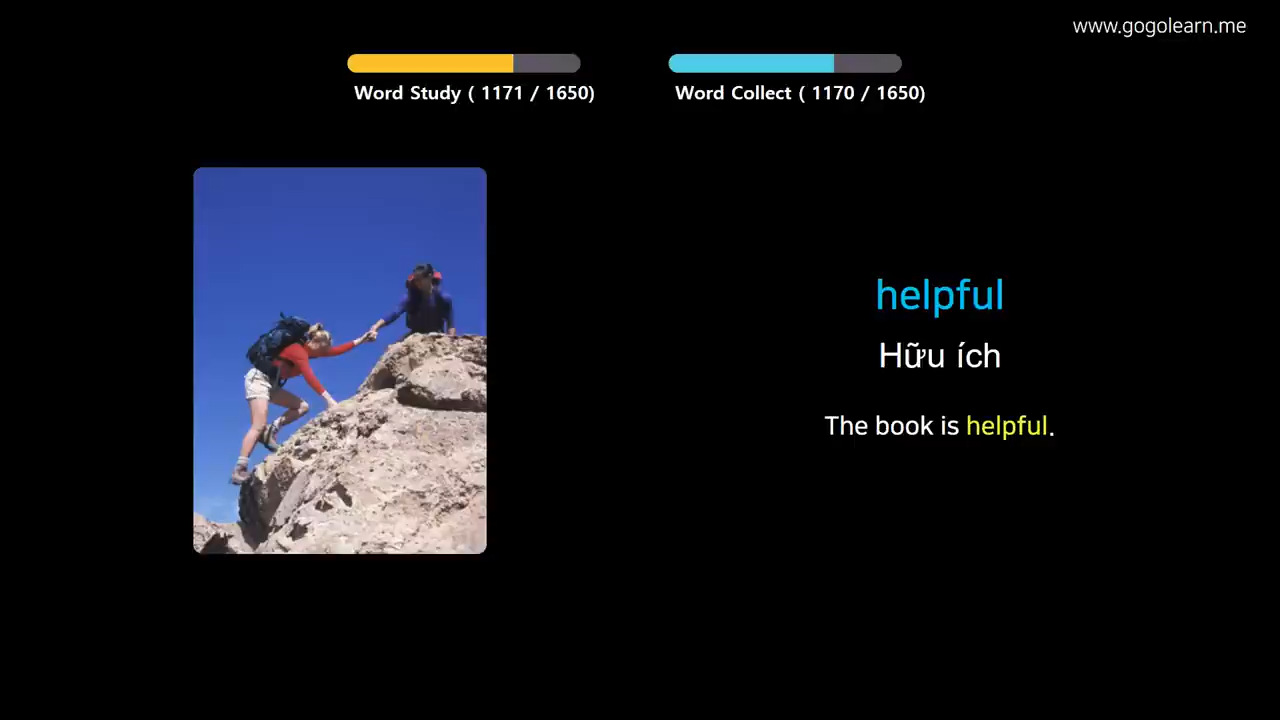 www.gogolearn.me
Word Study ( 1171 / 1650)
Word Collect ( 1170 / 1650)
helpful
Hữu ích
The book is helpful.